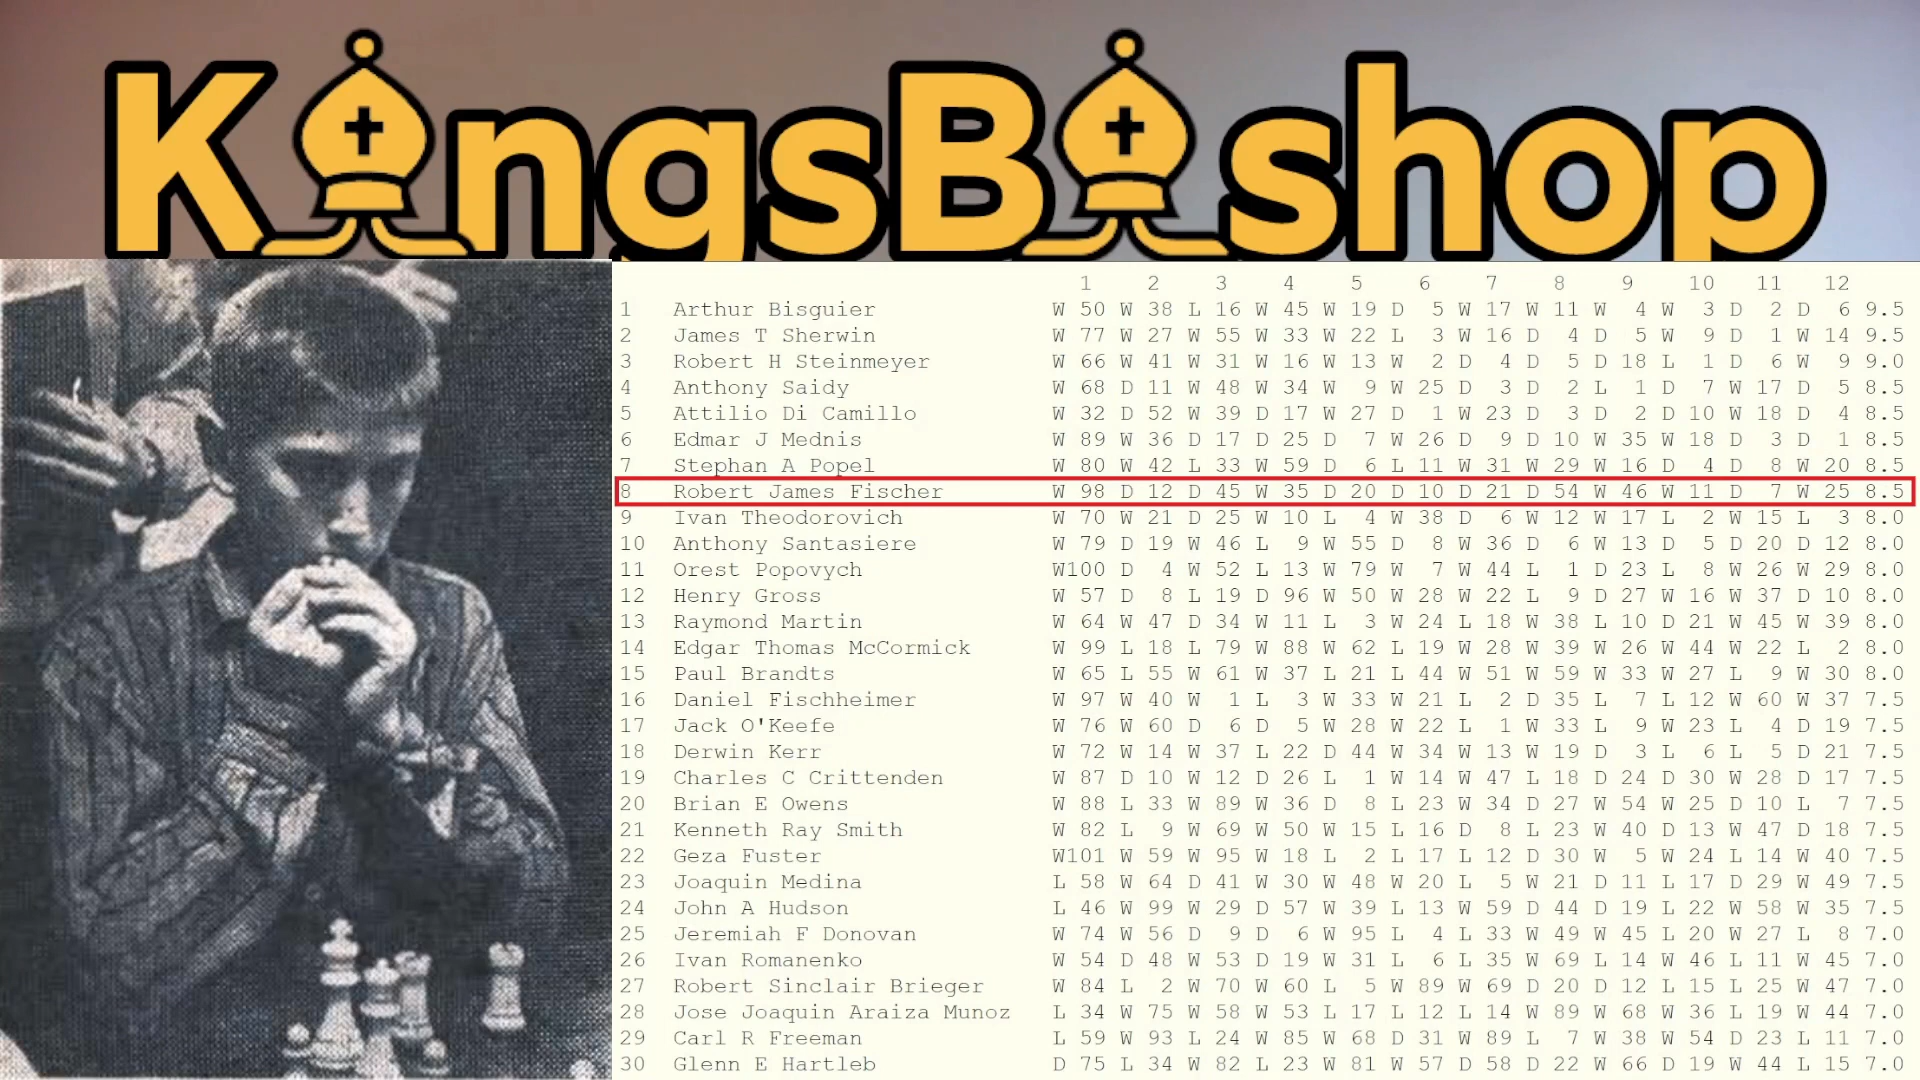 KingsBishop
1 2 3 4 5 6 7 8 9 10 11 12
1 Arthur Bisguier W 50 W 38 L 16 W 45 W 19 D 5 W 17 W 11 W 4 W 3 D 2 D 6 9.5
2 James T Sherwin W 77 W 27 W 55 W 33 W 22 L 3 W 16 D 4 D 5 W 9 D 1 W 14 9.5
3 Robert H Steinmeyer W 66 W 41 W 31 W 16 W 13 W 2 D 4 D 5 D 18 L 1 D 6 W 9 9.0
4 Anthony Saidy W 68 D 11 W 48 W 34 W 9 W 25 D 3 D 2 L 1 D 7 W 17 D 5 8.5
5 Attilio Di Camillo W 32 D 52 W 39 D 17 W 27 D 1 W 23 D 3 D 2 D 10 W 18 D 4 8.5
6 Edmar J Mednis W 89 W 36 D 17 D 25 D 7 W 26 D 9 D 10 W 35 W 18 D 3 D 1 8.5
7 Stephan A Popel W 80 W 42 L 33 W 59 D 6 L 11 W 31 W 29 W 16 D 4 D 8 W 20 8.5
8 Robert James Fischer W 98 D 12 D 45 W 35 D 20 D 10 D 21 D 54 W 46 W 11 D 7 W 25 8.5
9 Ivan Theodorovich W 70 W 21 D 25 W 10 L 4 W 38 D 6 W 12 W 17 L 2 W 15 L 3 8.0
10 Anthony Santasiere W 79 D 19 W 46 L 9 W 55 D 8 W 36 D 6 W 13 D 5 D 20 D 12 8.0
11 Orest Popovych W100 D 4 W 52 L 13 W 79 W 7 W 44 L 1 D 23 L 8 W 26 W 29 8.0
12 Henry Gross W 57 D 8 L 19 D 96 W 50 W 28 W 22 L 9 D 27 W 16 W 37 D 10 8.0
13 Raymond Martin W 64 W 47 D 34 W 11 L 3 W 24 L 18 W 38 L 10 D 21 W 45 W 39 8.0
14 Edgar Thomas McCormick W 99 L 18 L 79 W 88 W 62 L 19 W 28 W 39 W 26 W 44 W 22 L 2 8.0
15 Paul Brandts W 65 L 55 W 61 W 37 L 21 L 44 W 51 W 59 W 33 W 27 L 9 W 30 8.0
16 Daniel Fischheimer W 97 W 40 W 1 L 3 W 33 W 21 L 2 D 35 L 7 L 12 W 60 W 37 7.5
17 Jack O'Keefe W 76 W 60 D 6 D 5 W 28 W 22 L 1 W 33 L 9 W 23 L 4 D 19 7.5
18 Derwin Kerr W 72 W 14 W 37 L 22 D 44 W 34 W 13 W 19 D 3 L 6 L 5 D 21 7.5
19 Charles C Crittenden W 87 D 10 W 12 D 26 L 1 W 14 W 47 L 18 D 24 D 30 W 28 D 17 7.5
20 Brian E Owens W 88 L 33 W 89 W 36 D 8 L 23 W 34 D 27 W 54 W 25 D 10 L 7 7.5
21 Kenneth Ray Smith W 82 L 9 W 69 W 50 W 15 L 16 D 8 L 23 W 40 D 13 W 47 D 18 7.5
22 Geza Fuster W101 W 59 W 95 W 18 L 2 L 17 L 12 D 30 W 5 W 24 L 14 W 40 7.5
23 Joaquin Medina L 58 W 64 D 41 W 30 W 48 W 20 L 5 W 21 D 11 L 17 D 29 W 49 7.5
24 John A Hudson L 46 W 99 W 29 D 57 W 39 L 13 W 59 D 44 D 19 L 22 W 58 W 35 7.5
25 Jeremiah F Donovan W 74 W 56 D 9 D 6 W 95 L 4 L 33 W 49 W 45 L 20 W 27 L 8 7.0
26 Ivan Romanenko W 54 D 48 W 53 D 19 W 31 L 6 L 35 W 69 L 14 W 46 L 11 W 45 7.0
27 Robert Sinclair Brieger W 84 L 2 W 70 W 60 L 5 W 89 W 69 D 20 D 12 L 15 L 25 W 47 7.0
28 Jose Joaquin Araiza Munoz L 34 W 75 W 58 W 53 L 17 L 12 L 14 W 89 W 68 W 36 L 19 W 44 7.0
29 Carl R Freeman L 59 W 93 L 24 W 85 W 68 D 31 W 89 L 7 W 38 W 54 D 23 L 11 7.0
30 Glenn E Hartleb D 75 L 34 W 82 L 23 W 81 W 57 D 58 D 22 W 66 D 19 W 44 L 15 7.0